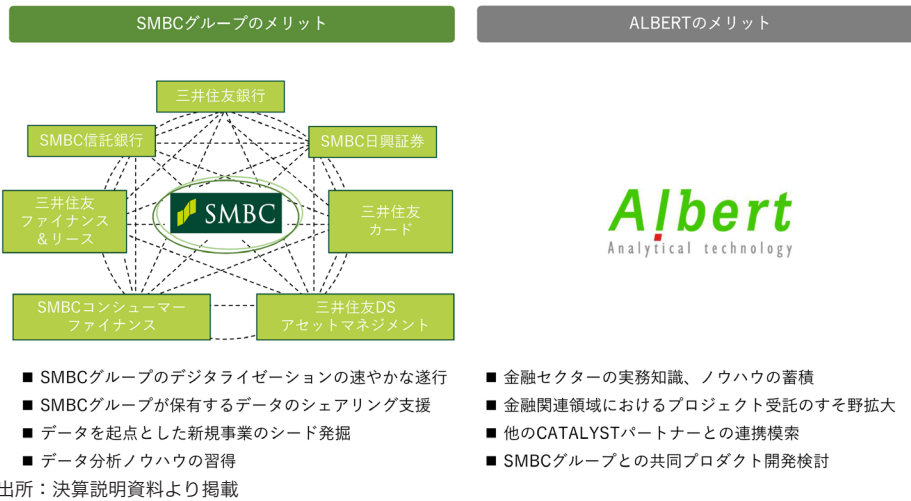 SMBCグループのメリット
ALBERTのメリット
三井住友銀行
SMBC信託銀行
SMBC日興証券
三井住友
ファイナンス
&リース
SMBC
三井住友
カード
SMBCコンシューマー
ファイナンス
三井住友DS
アセットマネジメント
Albert
Analytical technology
■ SMBCグループのデジタライゼーションの速やかな遂行
■ SMBCグループが保有するデータのシェアリング支援
■ データを起点とした新規事業のシード発掘
■ データ分析ノウハウの習得
■ 金融セクターの実務知識、ノウハウの蓄積
■ 金融関連領域におけるプロジェクト受託のすそ野拡大
■ 他のCATALYSTパートナーとの連携模索
■ SMBCグループとの共同プロダクト開発検討
出所：決算説明資料より掲載